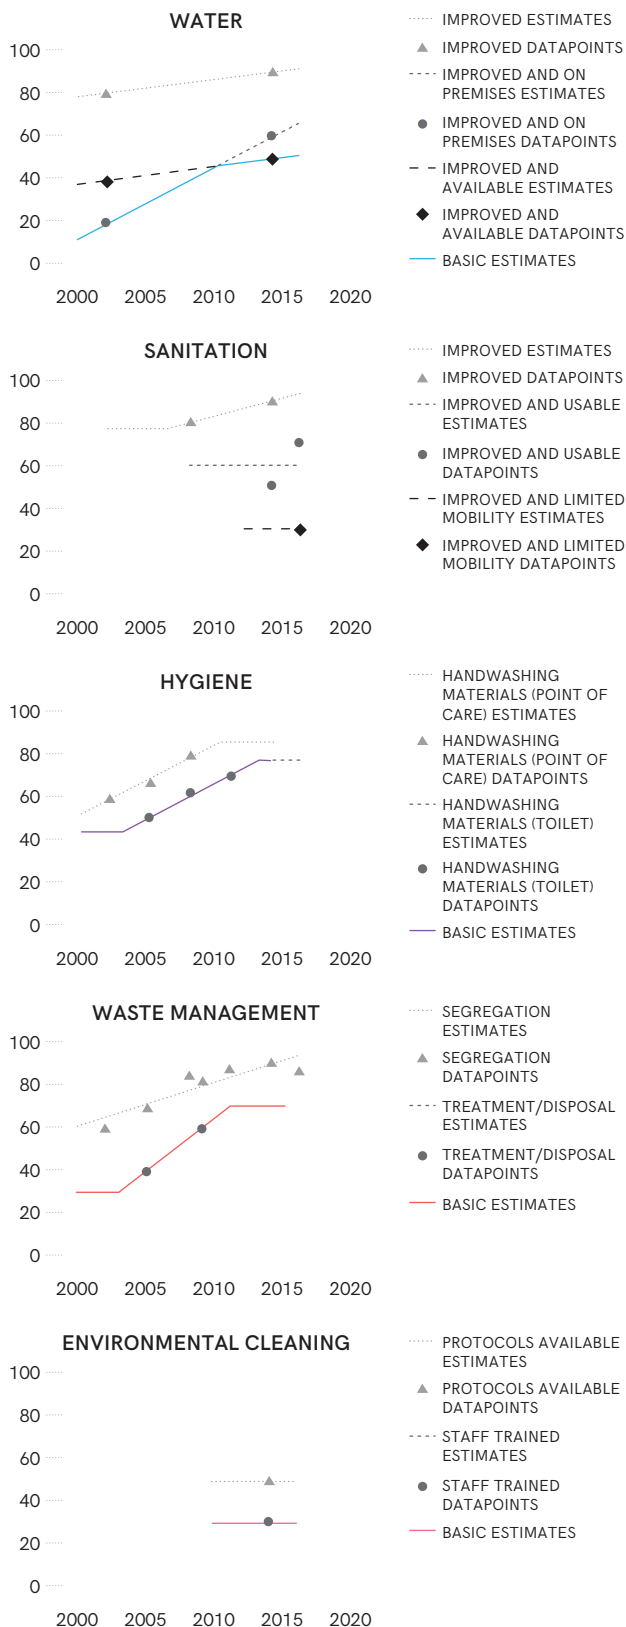 WATER
100
80
60
40
20
0
2000 2005 2010 2015 2020
IMPROVED ESTIMATES
IMPROVED DATAPOINTS
IMPROVED AND ON
PREMISES ESTIMATES
IMPROVED AND ON
PREMISES DATAPOINTS
IMPROVED AND
AVAILABLE ESTIMATES
IMPROVED AND
AVAILABLE DATAPOINTS
BASIC ESTIMATES
SANITATION
100
80
60
40
20
0
2000 2005 2010 2015 2020
IMPROVED ESTIMATES
IMPROVED DATAPOINTS
IMPROVED AND USABLE
ESTIMATES
IMPROVED AND USABLE
DATAPOINTS
IMPROVED AND LIMITED
MOBILITY ESTIMATES
IMPROVED AND LIMITED
MOBILITY DATAPOINTS
HYGIENE
100
80
60
40
20
0
2000 2005 2010 2015 2020
HANDWASHING
MATERIALS (POINT OF
CARE) ESTIMATES
HANDWASHING
MATERIALS (POINT OF
CARE) DATAPOINTS
HANDWASHING
MATERIALS (TOILET)
ESTIMATES
HANDWASHING
MATERIALS (TOILET)
DATAPOINTS
BASIC ESTIMATES
WASTE MANAGEMENT
100
80
60
40
20
0
2000 2005 2010 2015 2020
SEGREGATION
ESTIMATES
SEGREGATION
DATAPOINTS
TREATMENT/DISPOSAL
ESTIMATES
TREATMENT/DISPOSAL
DATAPOINTS
BASIC ESTIMATES
ENVIRONMENTAL CLEANING
100
80
60
40
20
0
2000 2005 2010 2015 2020
PROTOCOLS AVAILABLE
ESTIMATES
PROTOCOLS AVAILABLE
DATAPOINTS
STAFF TRAINED
ESTIMATES
STAFF TRAINED
DATAPOINTS
BASIC ESTIMATES